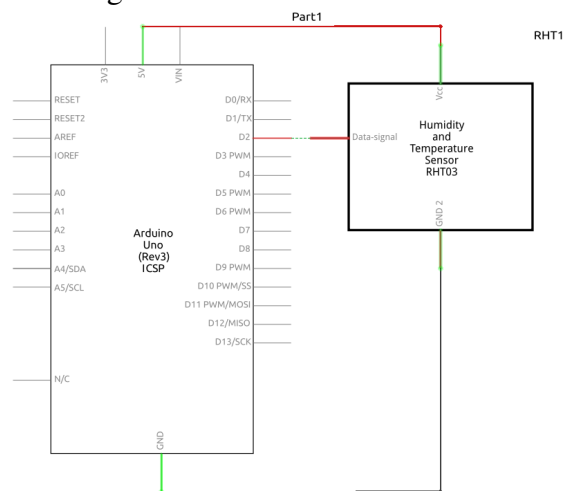 Part1
RHT1
3V3
5V
VIN
Vcc
RESET
RESET2
AREF
IOREF
A0
A1
A2
A3
A4/SDA
A5/SCL
N/C
Arduino
Uno
(Rev3)
ICSP
D0/RX
D1/TX
D2
D3 PWM
D4
D5 PWM
D6 PWM
D7
D8
D9 PWM
D10 PWM/SS
D11 PWM/MOSI
D12/MISO
D13/SCK
GND
Data-signal
Humidity
and
Temperature
Sensor
RHT03
GND 2